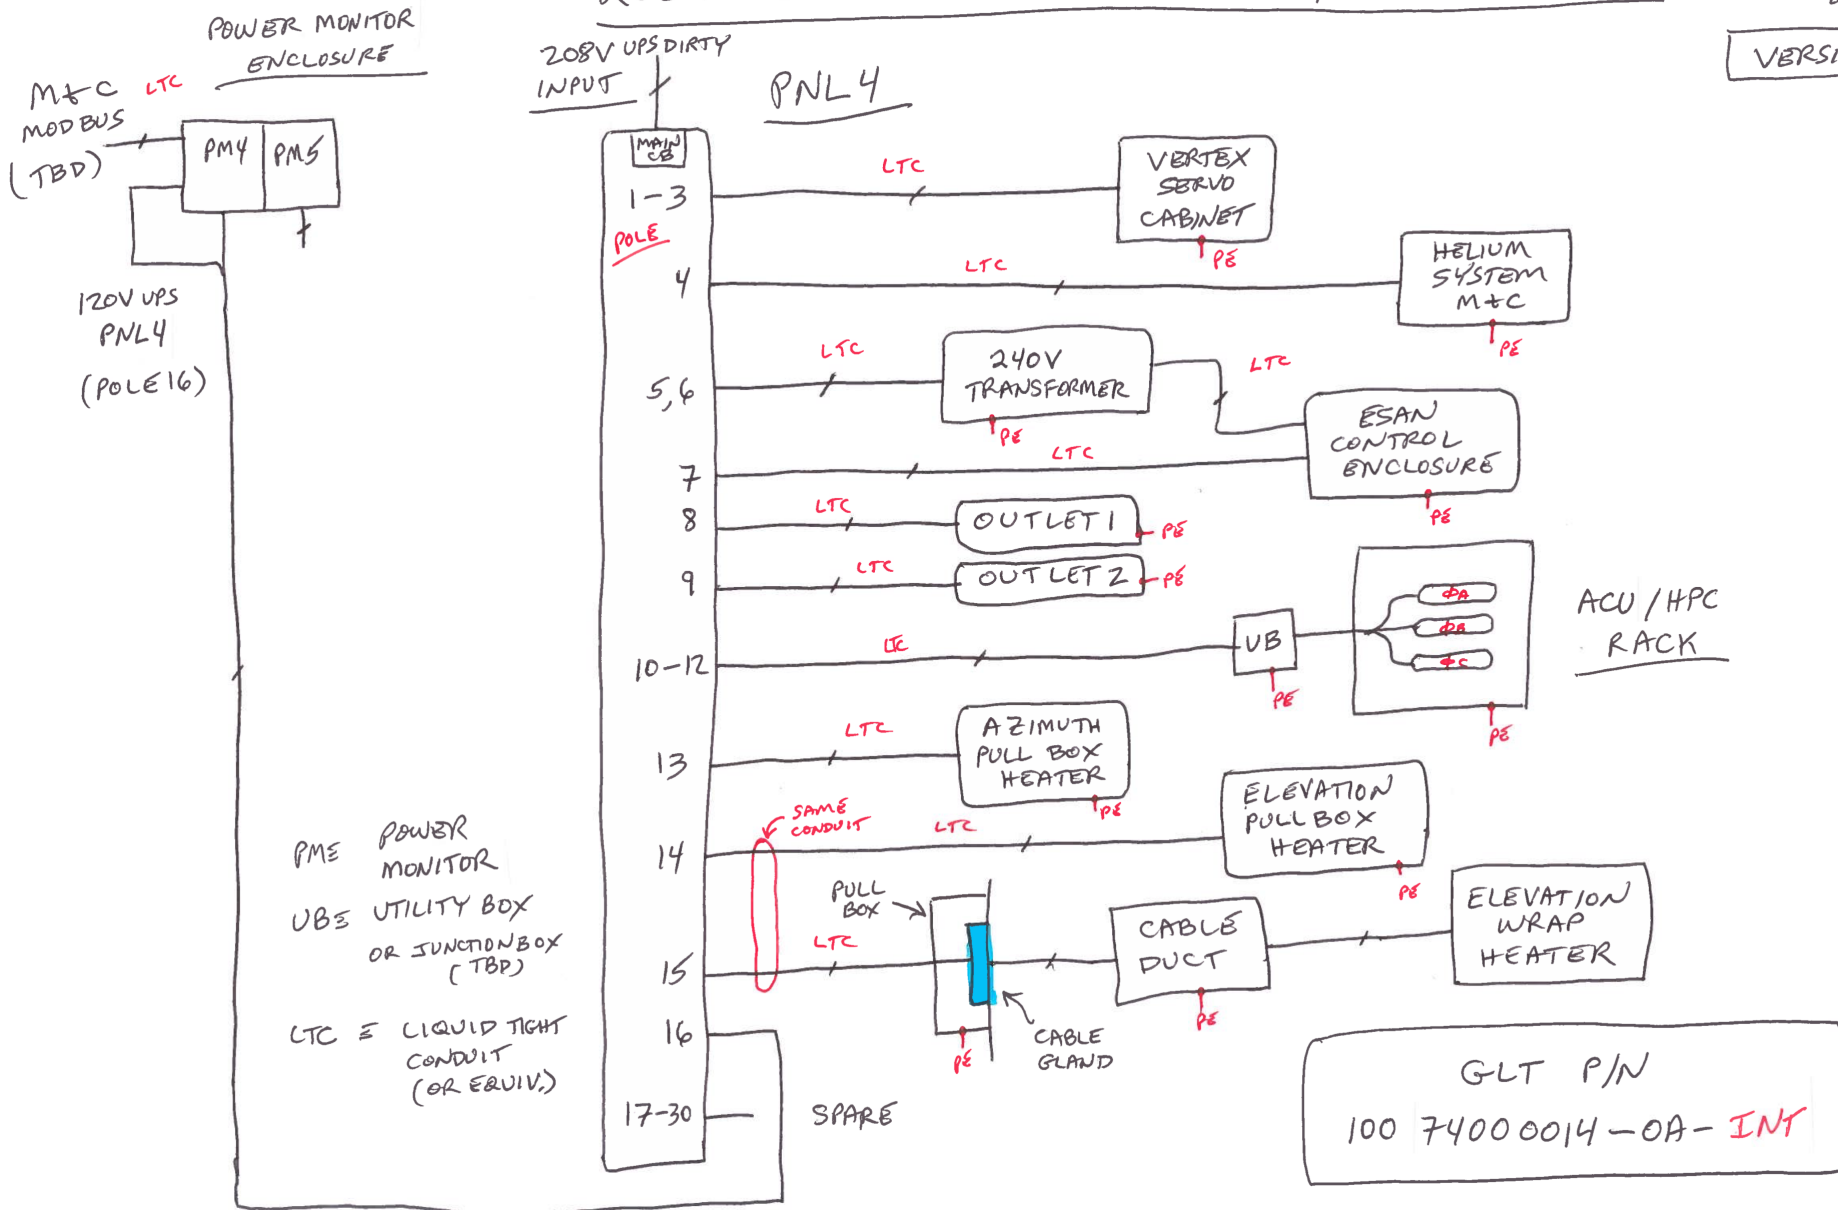 POWER MONITOR
ENCLOSURE
M+C LTC
MODBUS
(TBD)
PM4 PM5
120V UPS
PNL4
(POLE 16)
208V UPS DIRTY
INPUT
PNL 4
MAIN
CB
1-3
POLE
LTC
VERTEX
SERVO
CABINET
PE
4
LTC
HELIUM
SYSTEM
M+C
PE
5,6
LTC
240V
TRANSFORMER
PE
LTC
ESAN
CONTROL
ENCLOSURE
PE
7
LTC
8
LTC
OUTLET 1
PE
9
LTC
OUTLET 2
PE
10-12
LTC
UB
PE
ΦA
ΦB
ΦC
PE
ACU/HPC
RACK
13
LTC
AZIMUTH
PULL BOX
HEATER
PE
SAME
CONDUIT
14
LTC
ELEVATION
PULL BOX
HEATER
PE
PULL
BOX
15
LTC
PE
CABLE
GLAND
CABLE
DUCT
PE
ELEVATION
WRAP
HEATER
16
17-30
SPARE
PM≡ POWER
MONITOR
UB≡ UTILITY BOX
OR JUNCTION BOX
(TBD)
LTC ≡ LIQUID TIGHT
CONDUIT
(OR EQUIV.)
GLT P/N
100 74000014-0A-INT